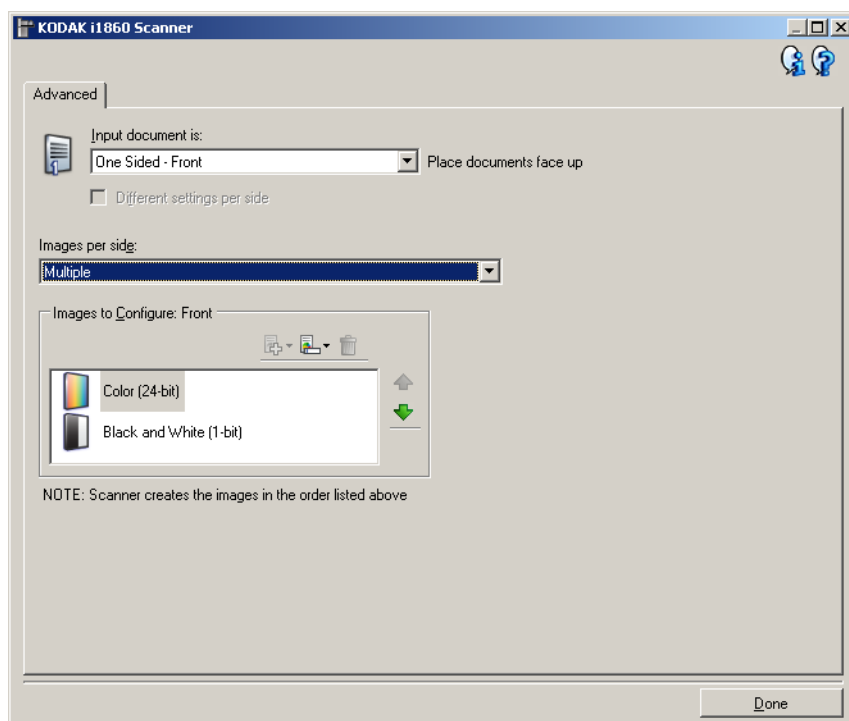 KODAK i1860 Scanner
Advanced
Input document is:
One Sided - Front
Place documents face up
Different settings per side
Images per side:
Multiple
Images to Configure: Front
Color (24-bit)
Black and White (1-bit)
NOTE: Scanner creates the images in the order listed above
Done